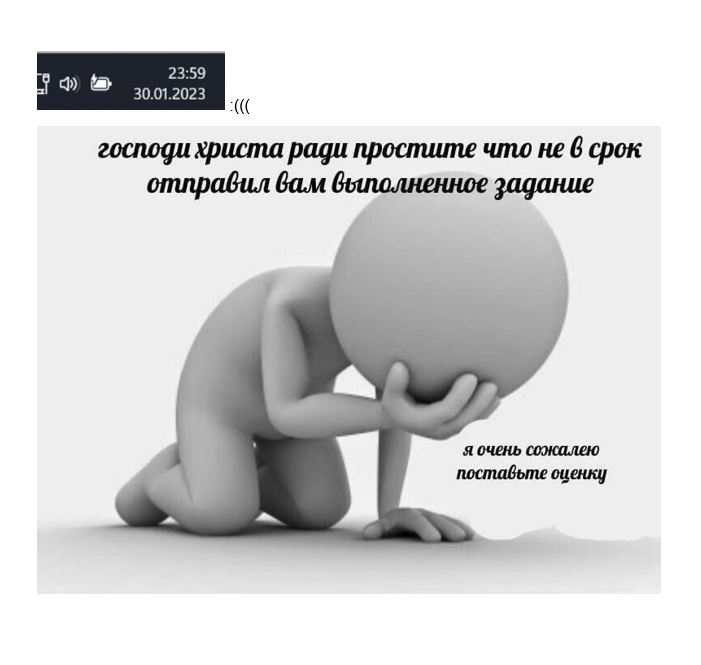 23:59
30.01.2023
:(((
господи христа ради простите что не в срок
отправил вам выполненное задание
я очень сожалею
поставьте оценку